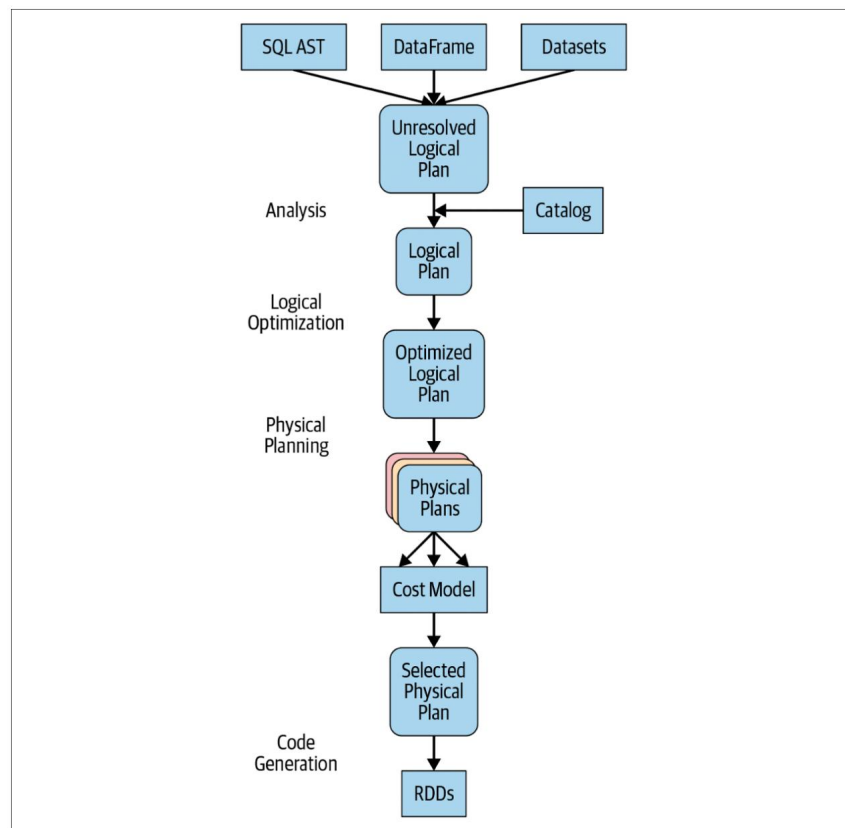 SQL AST
DataFrame
Datasets
Unresolved
Logical
Plan
Analysis
Catalog
Logical
Plan
Logical
Optimization
Optimized
Logical
Plan
Physical
Planning
Physical
Plans
Cost Model
Selected
Physical
Plan
Code
Generation
RDDs